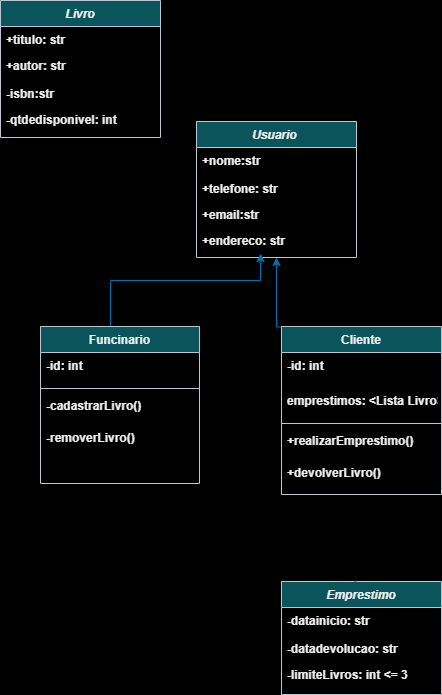 Livro
+titulo: str
+autor: str
-isbn:str
-qtdedisponivel: int
Usuario
+nome:str
+telefone: str
+email:str
+endereco: str
Funcinario
-id: int
-cadastrarLivro()
-removerLivro()
Cliente
-id: int
emprestimos: <Lista Livro
+realizarEmprestimo()
+devolverLivro()
Emprestimo
-datainicio: str
-datadevolucao: str
-limiteLivros: int <= 3